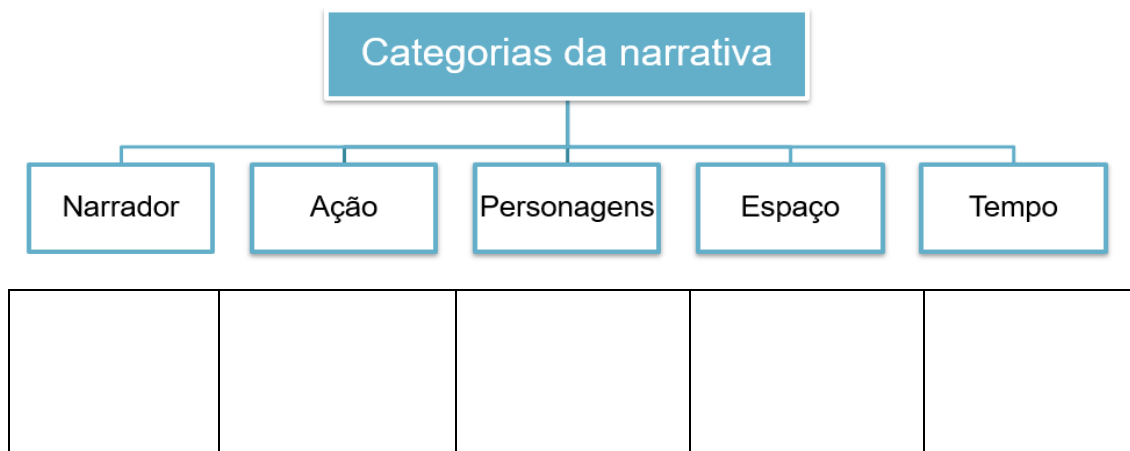 Categorias da narrativa
Narrador
Ação
Personagens
Espaço
Tempo